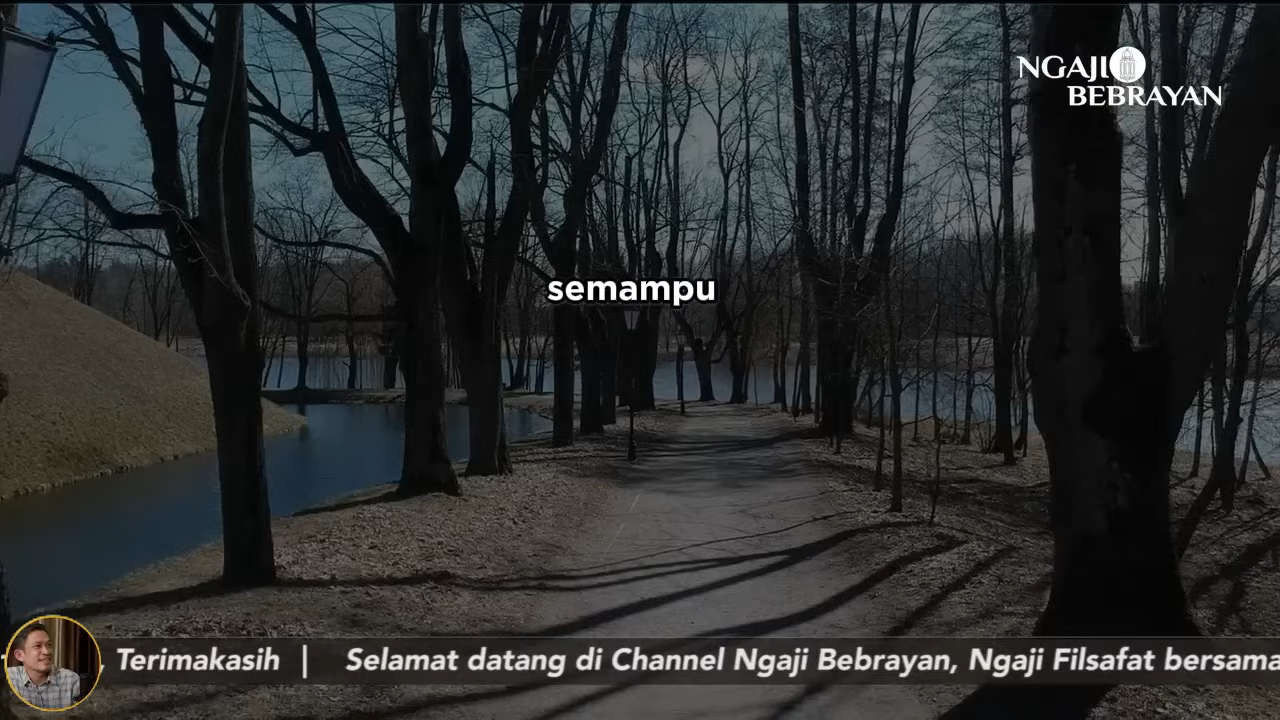 NGAJI
BEBRAYAN
semampu
, Terimakasih | Selamat datang di Channel Ngaji Bebrayan, Ngaji Filsafat bersama